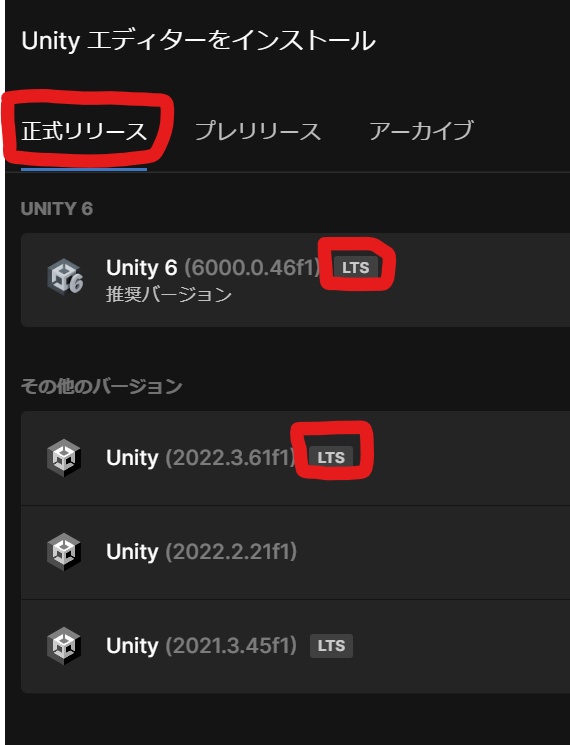 Unity エディターをインストール
正式リリース プレリリース アーカイブ
UNITY 6
Unity 6 (6000.0.46f1) LTS
推奨バージョン
その他のバージョン
Unity (2022.3.61f1) LTS
Unity (2022.2.21f1)
Unity (2021.3.45f1) LTS